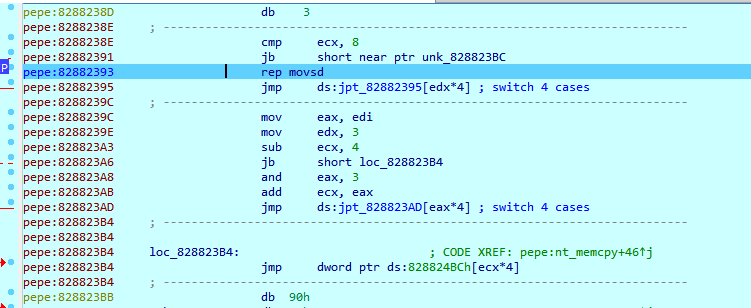 pepe:8288238D db 3
pepe:8288238E ; ---------------------------------------------------------------------------
pepe:8288238E cmp ecx, 8
pepe:82882391 jb short near ptr unk_828823BC
P
pepe:82882393 rep movsd
pepe:82882395 jmp ds:jpt_82882395[edx*4] ; switch 4 cases
pepe:8288239C ; ---------------------------------------------------------------------------
pepe:8288239C mov eax, edi
pepe:8288239E mov edx, 3
pepe:828823A3 sub ecx, 4
pepe:828823A6 jb short loc_828823B4
pepe:828823A8 and eax, 3
pepe:828823AB add ecx, eax
pepe:828823AD jmp ds:jpt_828823AD[eax*4] ; switch 4 cases
pepe:828823B4 ; ---------------------------------------------------------------------------
pepe:828823B4
pepe:828823B4 loc_828823B4: ; CODE XREF: pepe:nt_memcpy+46↑j
pepe:828823B4 jmp dword ptr ds:828824BCh[ecx*4]
pepe:828823B4 ; ---------------------------------------------------------------------------
pepe:828823BB db 90h